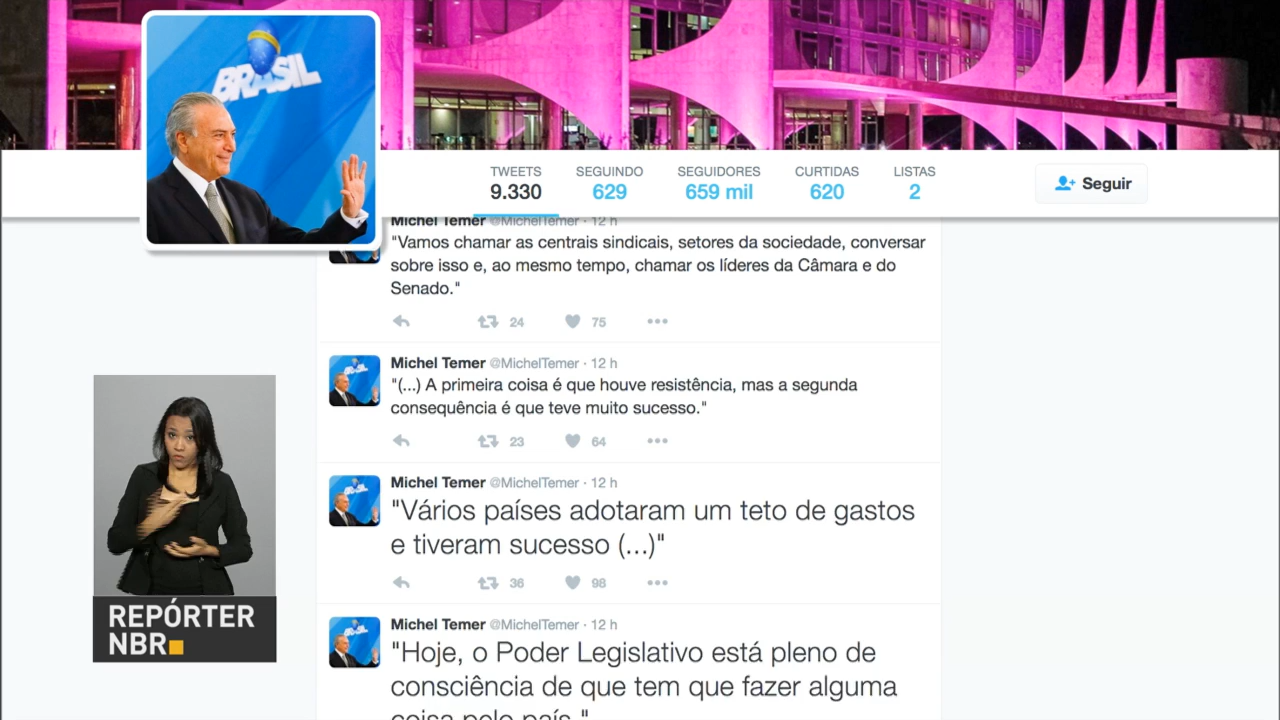 BRASIL
TWEETS
9.330
SEGUINDO
629
SEGUIDORES
659 mil
CURTIDAS
620
LISTAS
2
Seguir
Michel Temer @MichelTemer · 12 h
"Vamos chamar as centrais sindicais, setores da sociedade, conversar
sobre isso e, ao mesmo tempo, chamar os líderes da Câmara e do
Senado."
24 75
Michel Temer @MichelTemer · 12 h
"(...) A primeira coisa é que houve resistência, mas a segunda
consequência é que teve muito sucesso."
23 64
Michel Temer @MichelTemer · 12 h
"Vários países adotaram um teto de gastos
e tiveram sucesso (...)"
36 98
Michel Temer @MichelTemer · 12 h
"Hoje, o Poder Legislativo está pleno de
consciência de que tem que fazer alguma
coisa pelo país."
REPÓRTER
NBR